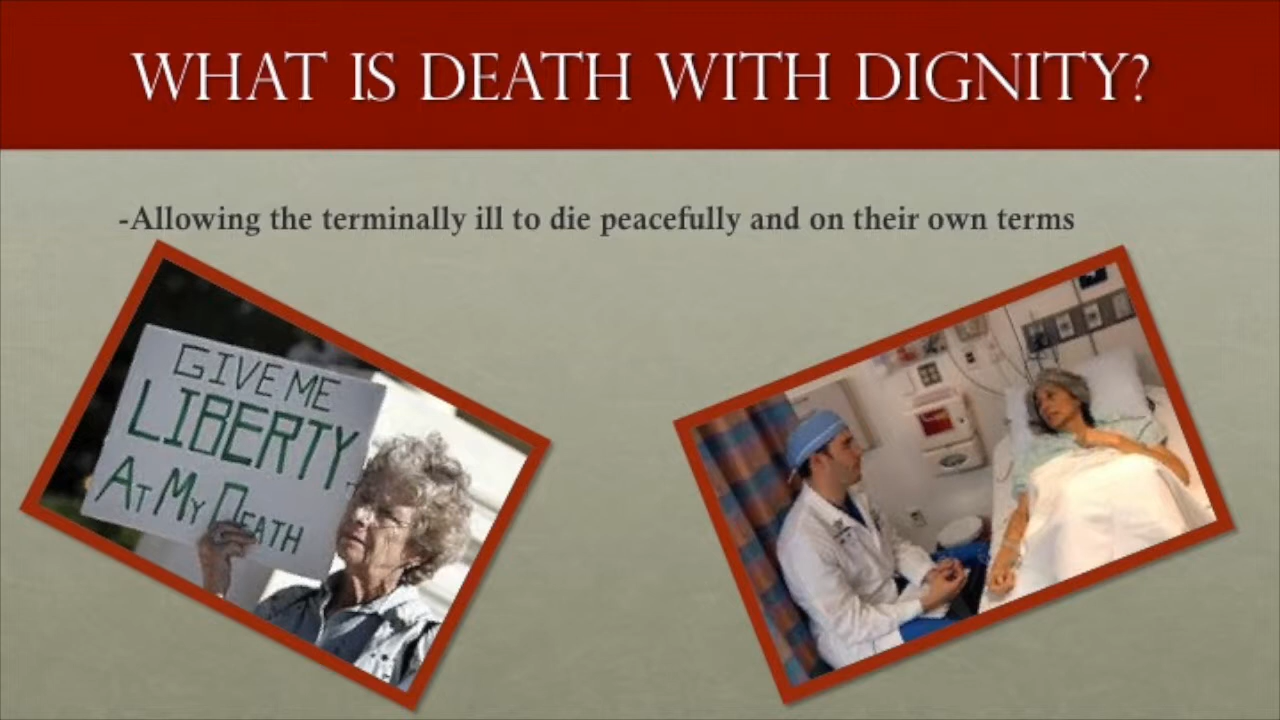 WHAT IS DEATH WITH DIGNITY?
-Allowing the terminally ill to die peacefully and on their own terms
GIVE ME
LIBERTY
AT MY DEATH